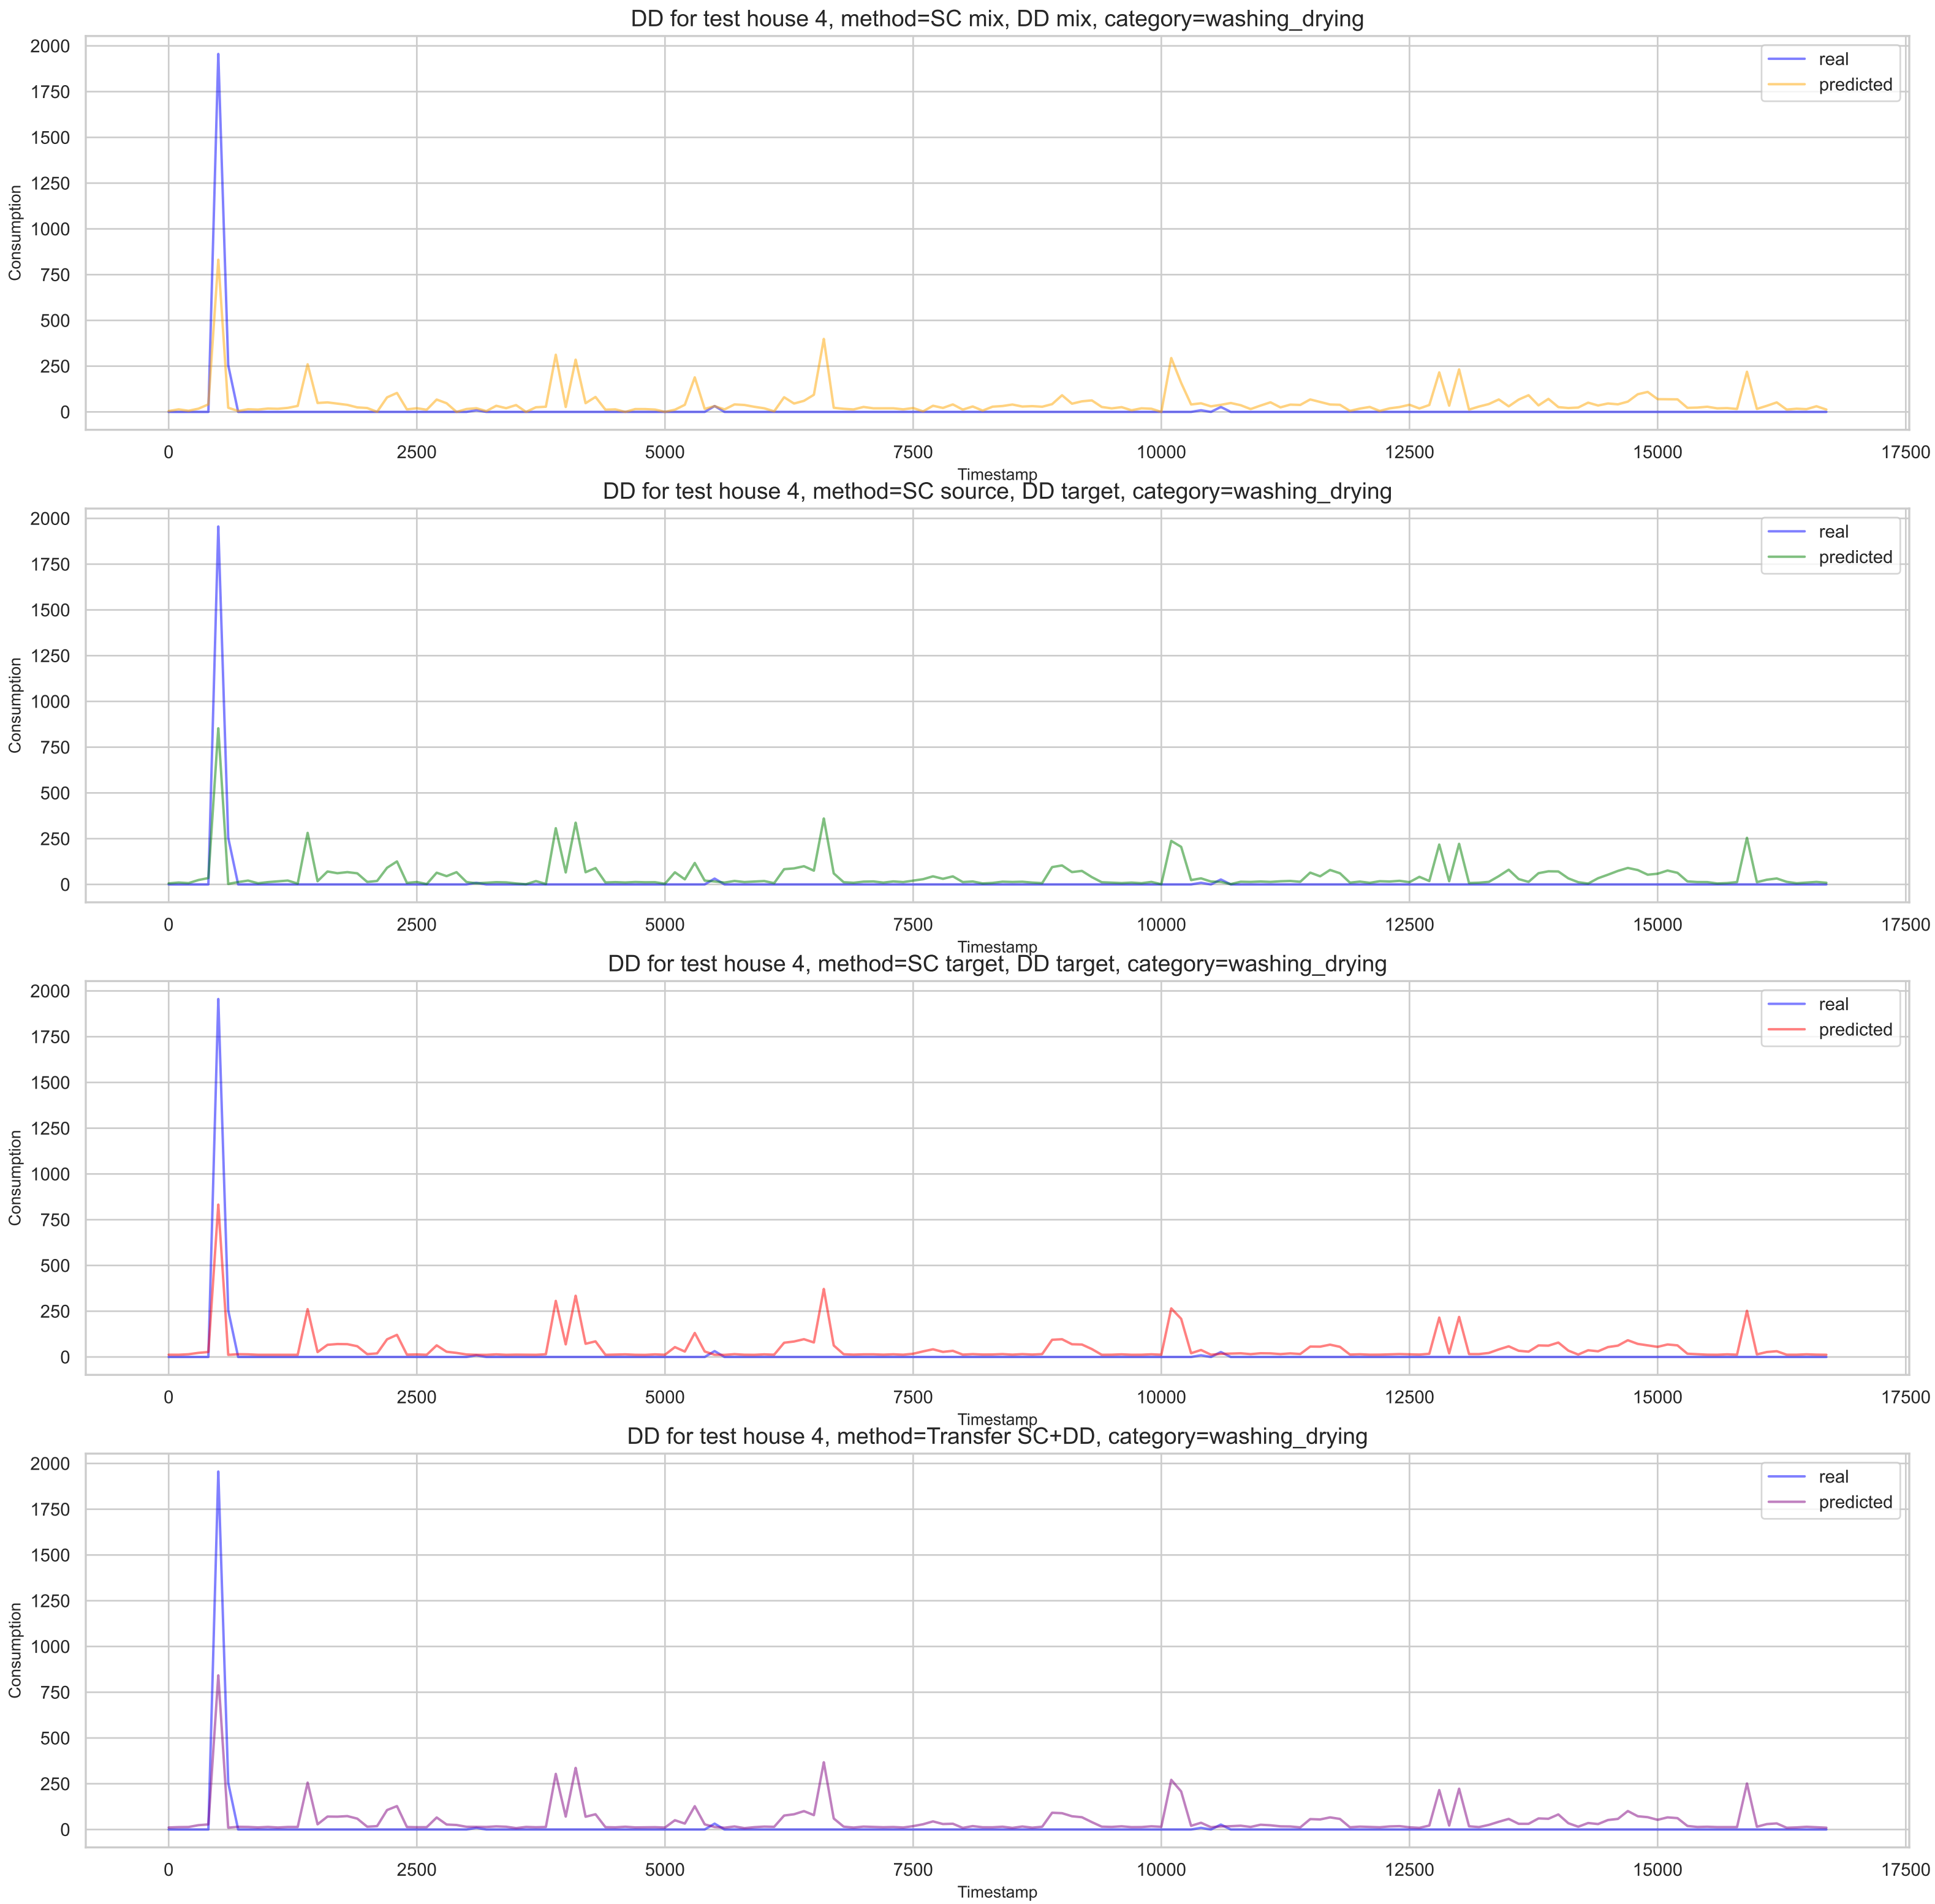 DD for test house 4, method=SC mix, DD mix, category=washing_drying
2000
1750
1500
1250
1000
750
500
250
0
Consumption
real
predicted
0 2500 5000 7500 10000 12500 15000 17500
Timestamp
DD for test house 4, method=SC source, DD target, category=washing_drying
2000
1750
1500
1250
1000
750
500
250
0
Consumption
real
predicted
0 2500 5000 7500 10000 12500 15000 17500
Timestamp
DD for test house 4, method=SC target, DD target, category=washing_drying
2000
1750
1500
1250
1000
750
500
250
0
Consumption
real
predicted
0 2500 5000 7500 10000 12500 15000 17500
Timestamp
DD for test house 4, method=Transfer SC+DD, category=washing_drying
2000
1750
1500
1250
1000
750
500
250
0
Consumption
real
predicted
0 2500 5000 7500 10000 12500 15000 17500
Timestamp